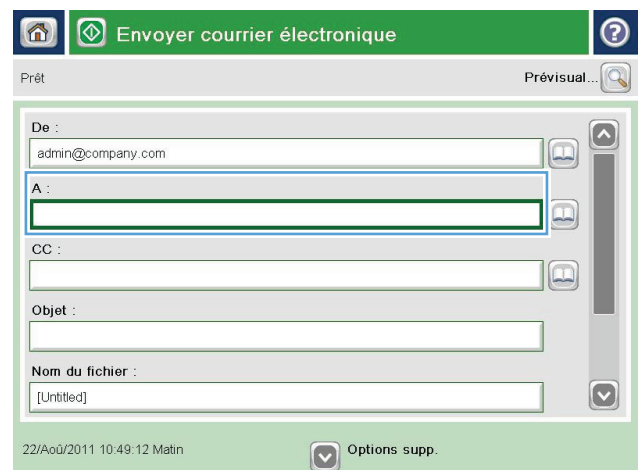 Envoyer courrier électronique
Prêt Prévisual...
De :
admin@company.com
A :
CC :
Objet :
Nom du fichier :
[Untitled]
22/Aoû/2011 10:49:12 Matin Options supp.